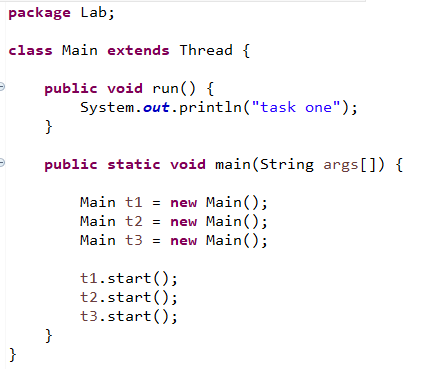 package Lab;
class Main extends Thread {
public void run() {
System.out.println("task one");
}
public static void main(String args[]) {
Main t1 = new Main();
Main t2 = new Main();
Main t3 = new Main();
t1.start();
t2.start();
t3.start();
}
}